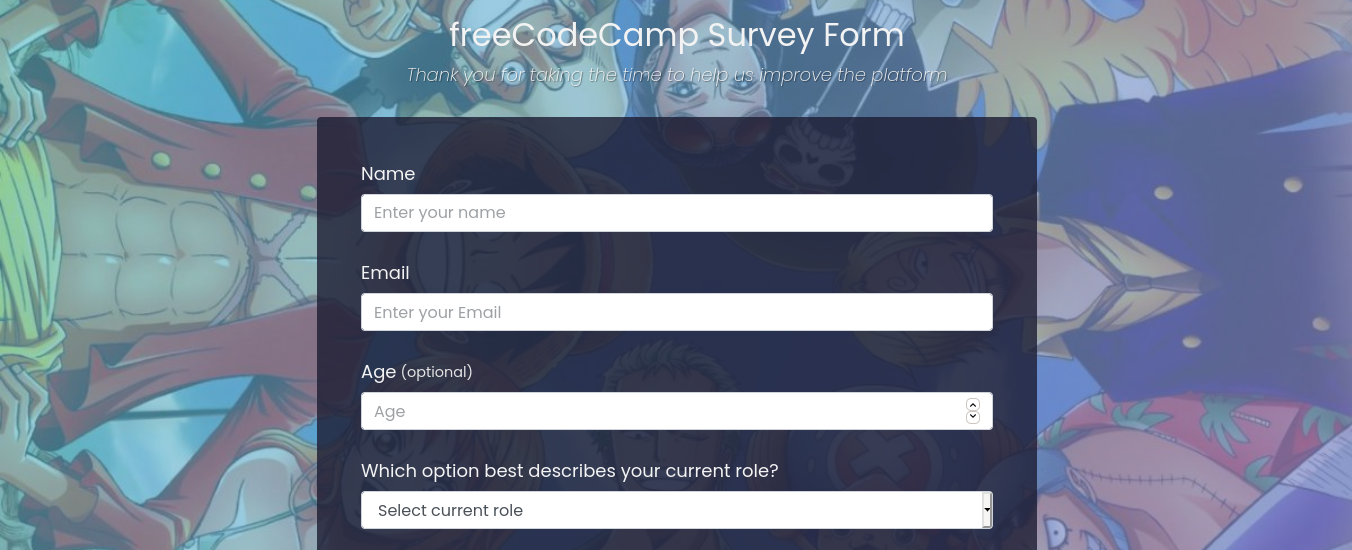 freeCodeCamp Survey Form
Thank you for taking the time to help us improve the platform
Name
Enter your name
Email
Enter your Email
Age (optional)
Age
Which option best describes your current role?
Select current role